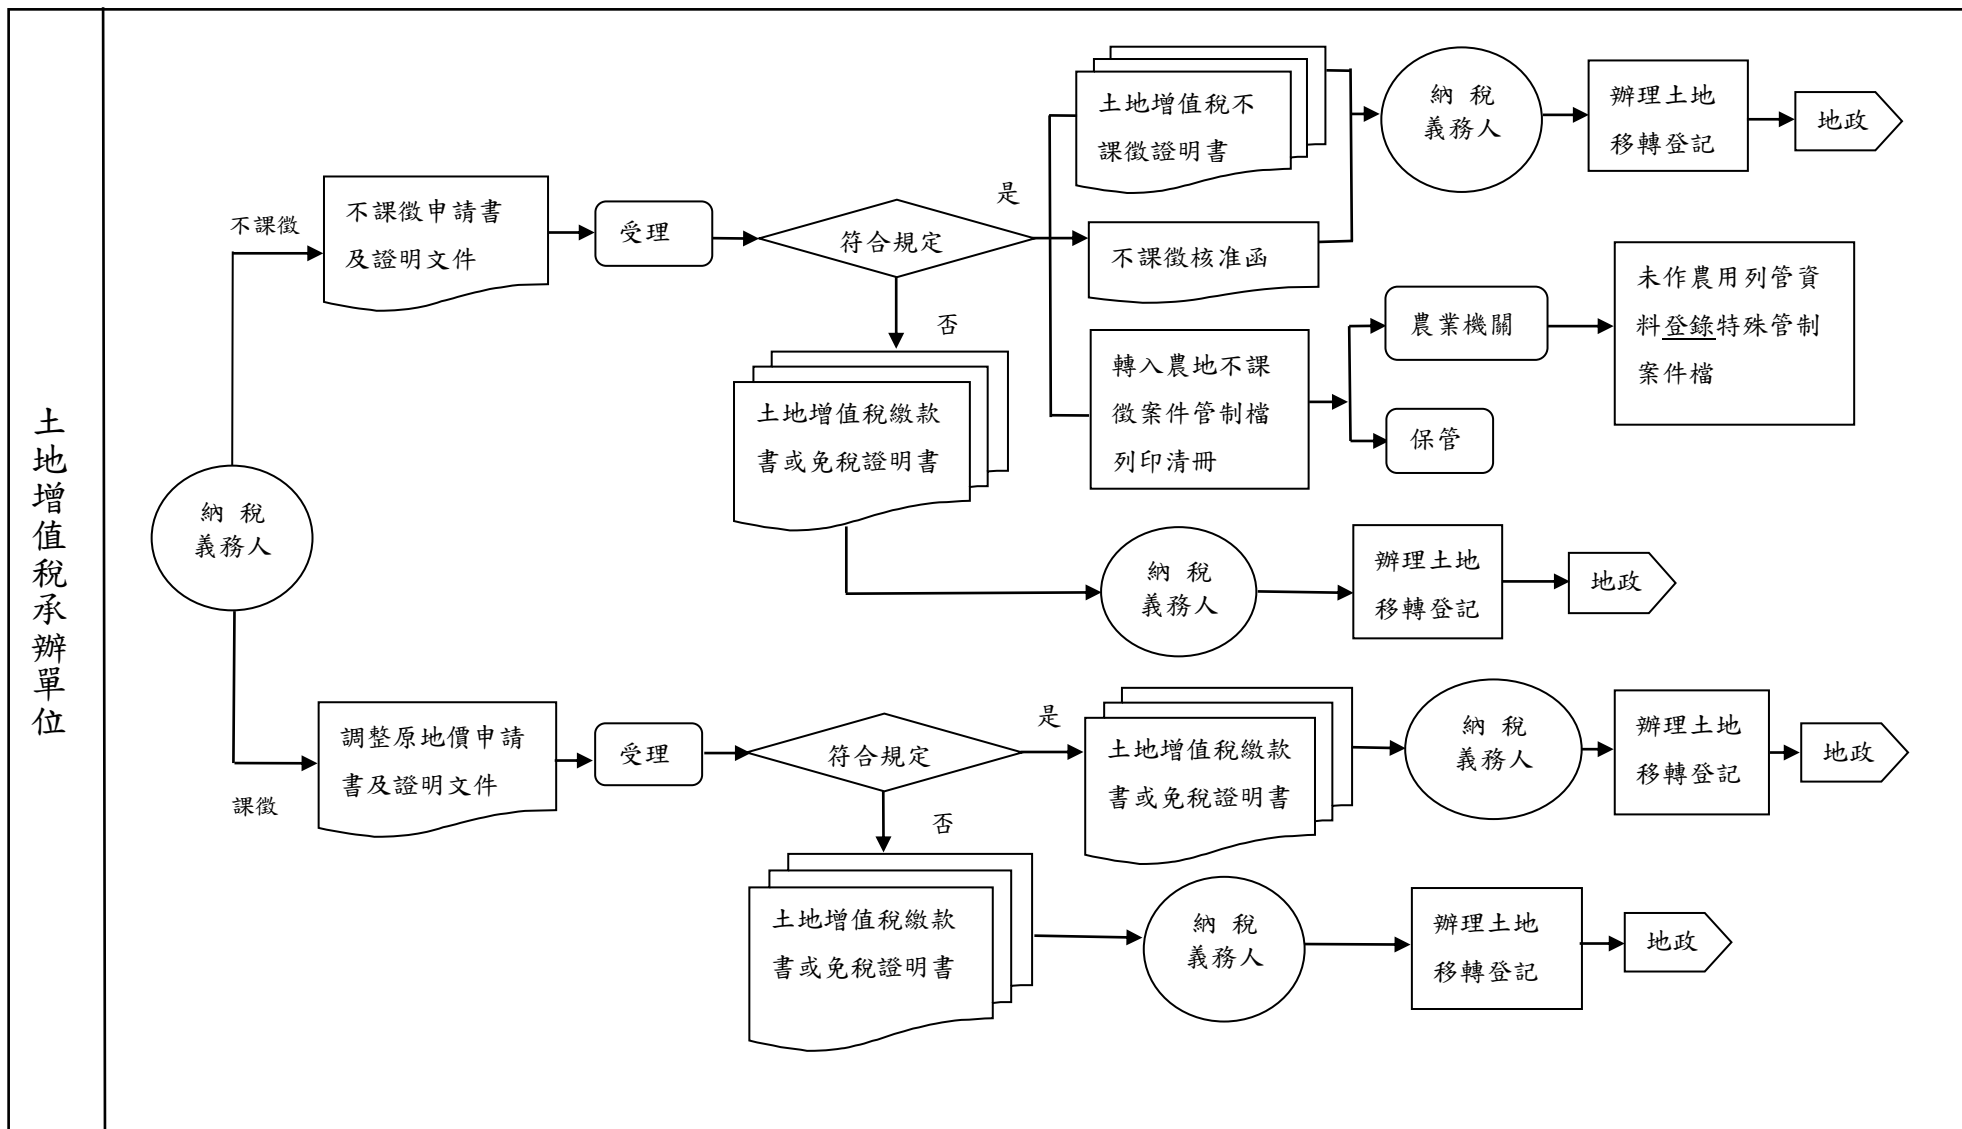 土地增值稅承辦單位
納 稅
義務人
不課徵
不課徵申請書
及證明文件
受理
符合規定
是
否
土地增值稅不
課徵證明書
納 稅
義務人
辦理土地
移轉登記
地政
不課徵核准函
轉入農地不課
徵案件管制檔
列印清冊
農業機關
未作農用列管資
料登錄特殊管制
案件檔
保管
土地增值稅繳款
書或免稅證明書
納 稅
義務人
辦理土地
移轉登記
地政
課徵
調整原地價申請
書及證明文件
受理
符合規定
是
否
土地增值稅繳款
書或免稅證明書
納 稅
義務人
辦理土地
移轉登記
地政
土地增值稅繳款
書或免稅證明書
納 稅
義務人
辦理土地
移轉登記
地政